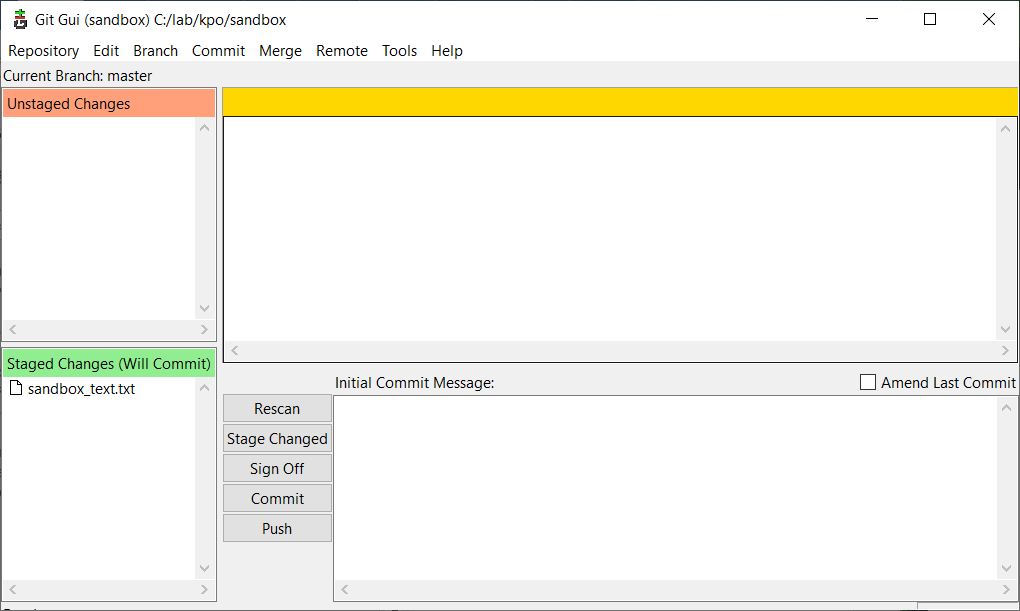 Git Gui (sandbox) C:/lab/kpo/sandbox
Repository Edit Branch Commit Merge Remote Tools Help
Current Branch: master
Unstaged Changes
Staged Changes (Will Commit)
sandbox_text.txt
Initial Commit Message:
Amend Last Commit
Rescan
Stage Changed
Sign Off
Commit
Push